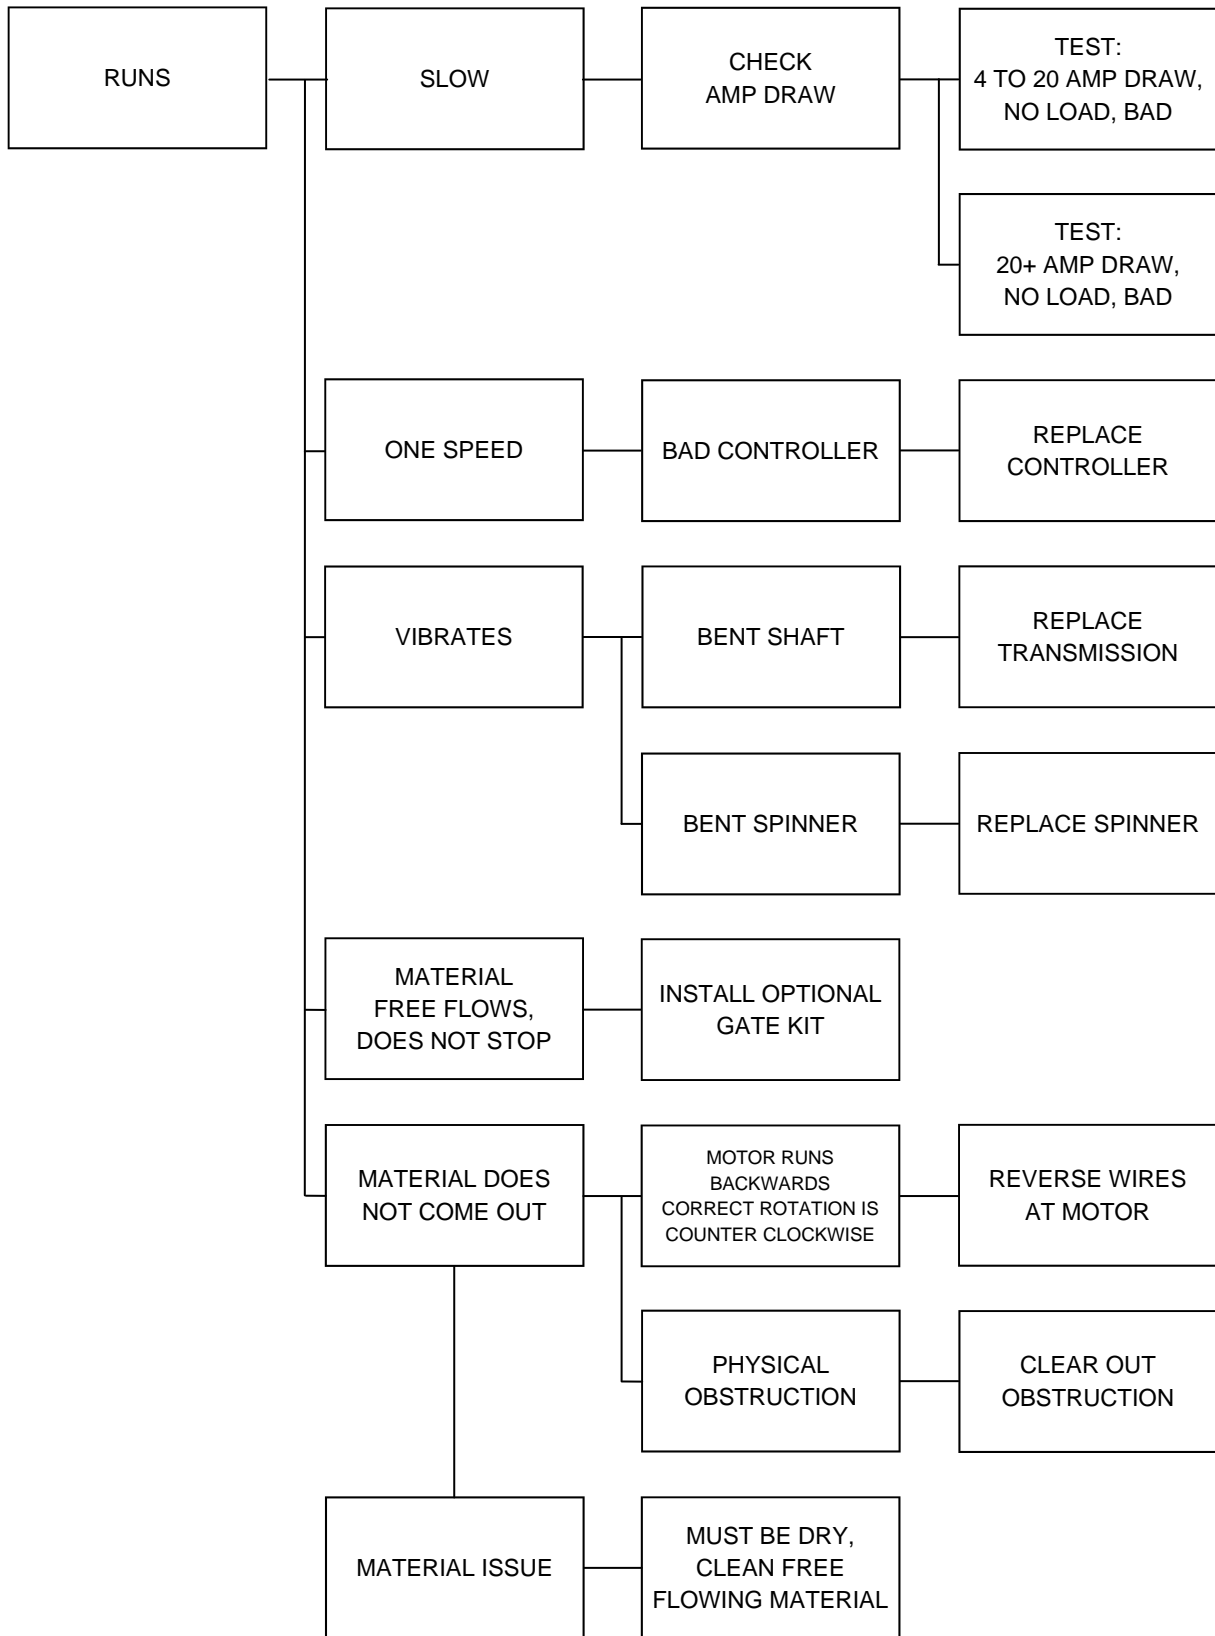 RUNS
SLOW
CHECK
AMP DRAW
TEST:
4 TO 20 AMP DRAW,
NO LOAD, BAD
TEST:
20+ AMP DRAW,
NO LOAD, BAD
ONE SPEED
BAD CONTROLLER
REPLACE
CONTROLLER
VIBRATES
BENT SHAFT
REPLACE
TRANSMISSION
BENT SPINNER
REPLACE SPINNER
MATERIAL
FREE FLOWS,
DOES NOT STOP
INSTALL OPTIONAL
GATE KIT
MATERIAL DOES
NOT COME OUT
MOTOR RUNS
BACKWARDS
CORRECT ROTATION IS
COUNTER CLOCKWISE
REVERSE WIRES
AT MOTOR
PHYSICAL
OBSTRUCTION
CLEAR OUT
OBSTRUCTION
MATERIAL ISSUE
MUST BE DRY,
CLEAN FREE
FLOWING MATERIAL